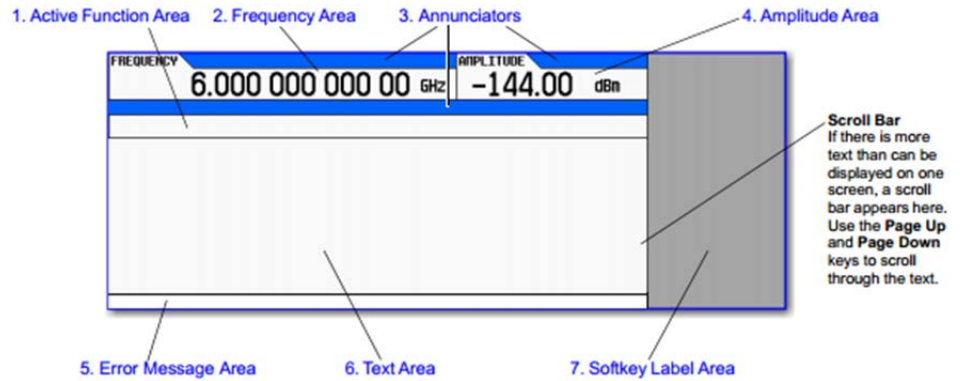 1. Active Function Area
2. Frequency Area
3. Annunciators
4. Amplitude Area
FREQUENCY
6.000 000 000 00 GHz
AMPLITUDE
-144.00 dBm
Scroll Bar
If there is more
text than can be
displayed on one
screen, a scroll
bar appears here.
Use the Page Up
and Page Down
keys to scroll
through the text.
5. Error Message Area
6. Text Area
7. Softkey Label Area